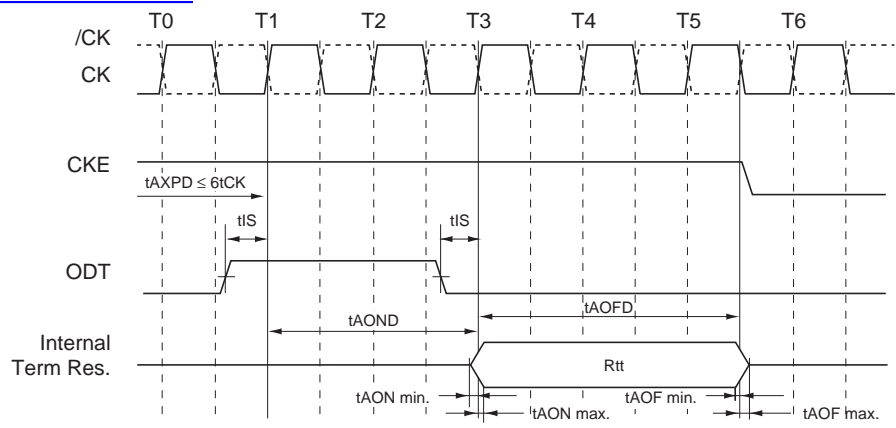 T0 T1 T2 T3 T4 T5 T6
/CK
CK
CKE
tAXPD ≤ 6tCK
tIS tIS
ODT
tAOFD
tAOND
Internal
Term Res.
Rtt
tAON min. tAOF min.
tAON max. tAOF max.